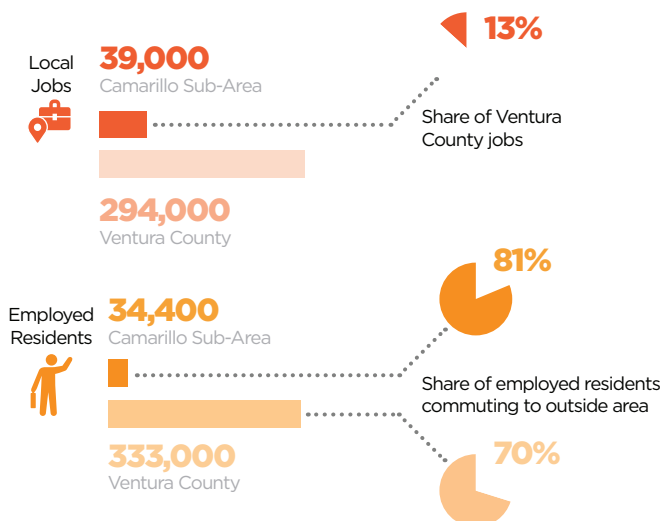 Local
Jobs
39,000
Camarillo Sub-Area
13%
Share of Ventura
County jobs
294,000
Ventura County
Employed
Residents
34,400
Camarillo Sub-Area
81%
Share of employed residents
commuting to outside area
333,000
Ventura County
70%